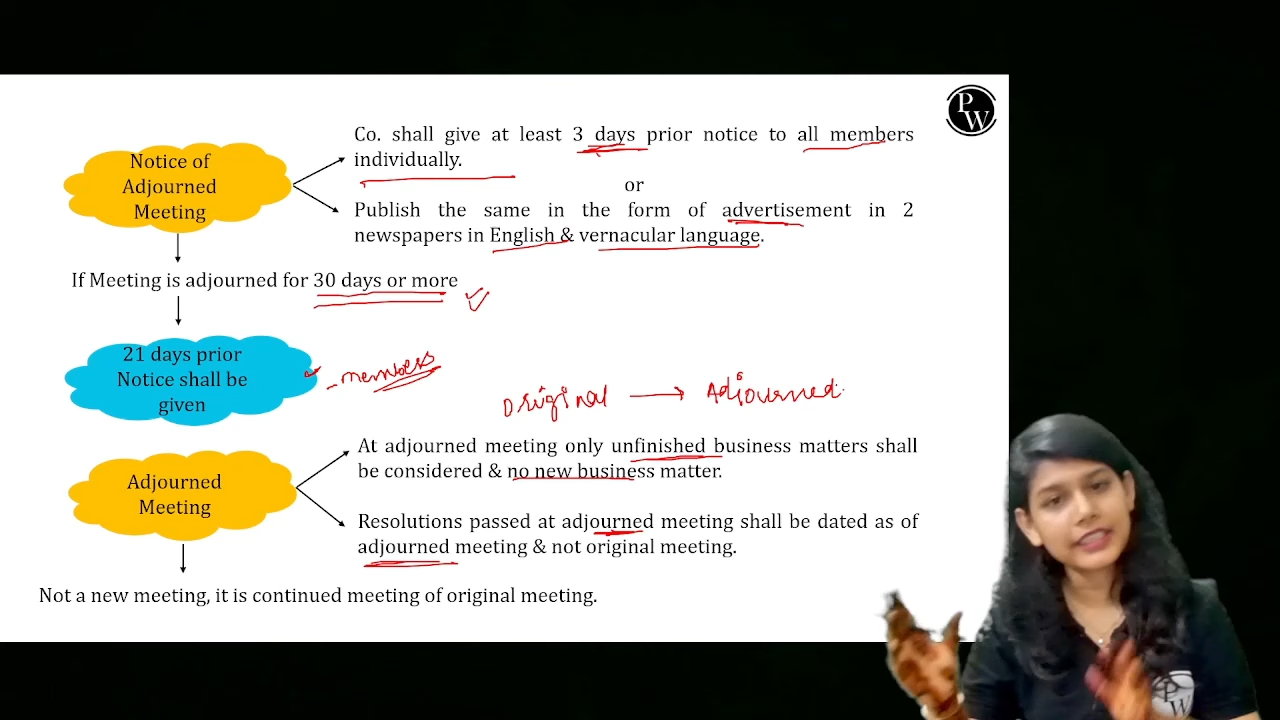 PW
Notice of
Adjourned
Meeting
Co. shall give at least 3 days prior notice to all members
individually.
or
Publish the same in the form of advertisement in 2
newspapers in English & vernacular language.
If Meeting is adjourned for 30 days or more
21 days prior
Notice shall be
given
members
Original → Adjourned
Adjourned
Meeting
At adjourned meeting only unfinished business matters shall
be considered & no new business matter.
Resolutions passed at adjourned meeting shall be dated as of
adjourned meeting & not original meeting.
Not a new meeting, it is continued meeting of original meeting.
PW